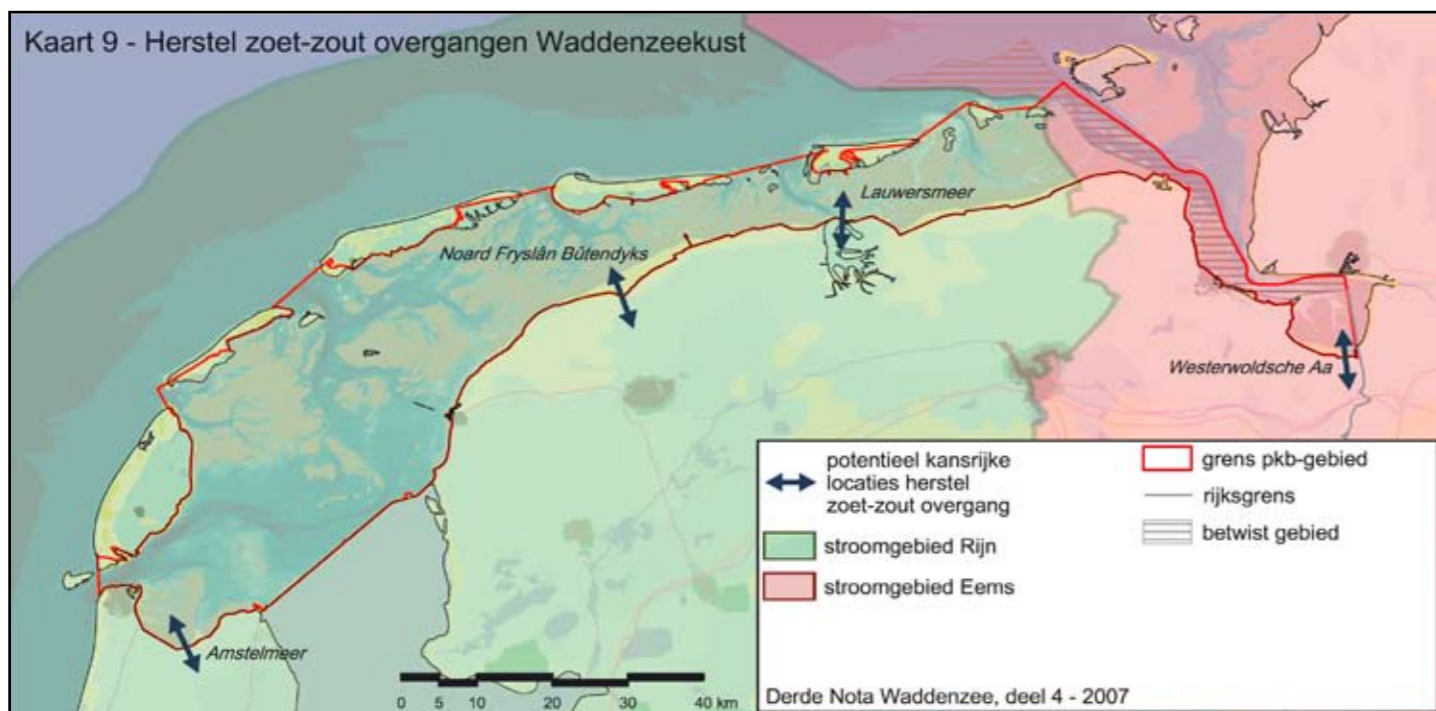 Kaart 9 - Herstel zoet-zout overgangen Waddenzeekust
Lauwersmeer
Noard Fryslân Bûtendyks
Westerwoldsche Aa
Amstelmeer
potentieel kansrijke
locaties herstel
zoet-zout overgang
stroomgebied Rijn
stroomgebied Eems
grens pkb-gebied
rijksgrens
betwist gebied
0 5 10 20 30 40 km
Derde Nota Waddenzee, deel 4 - 2007